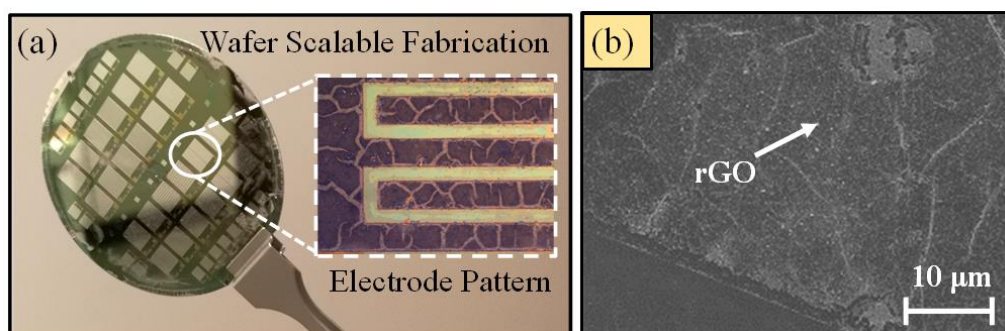 (a)
Wafer Scalable Fabrication
Electrode Pattern
(b)
rGO
10 μm